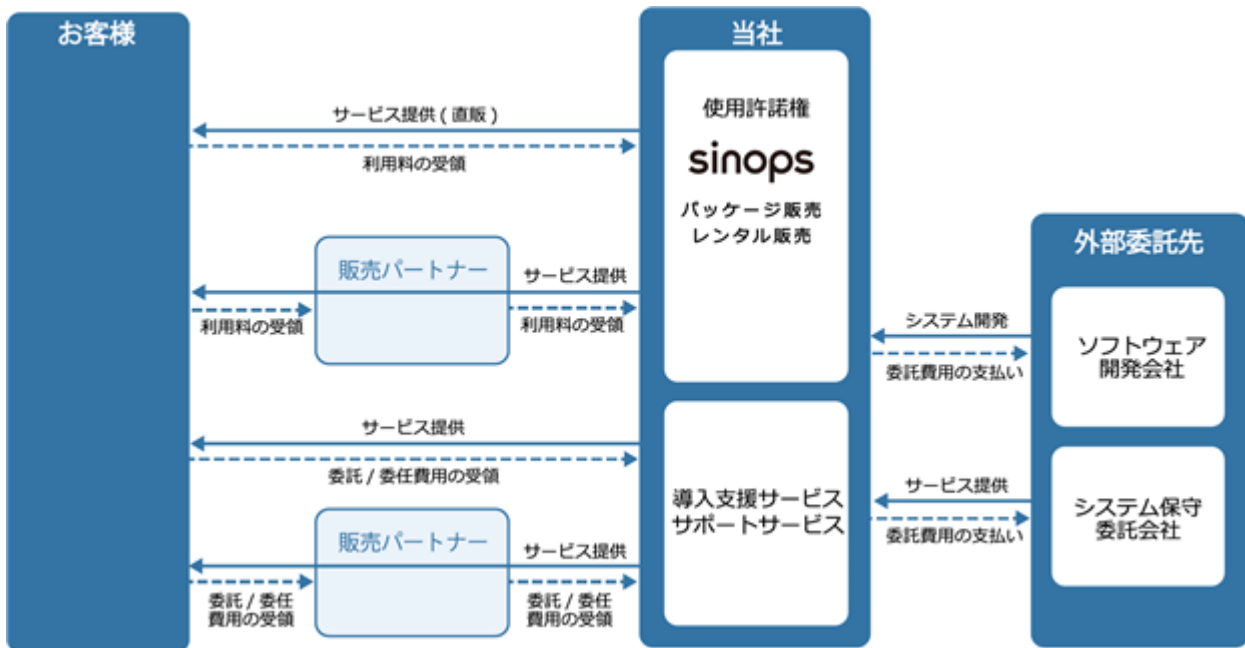 お客様
当社
サービス提供 ( 直販 )
利用料の受領
使用許諾権
sinops
パッケージ販売
レンタル販売
販売パートナー
サービス提供
利用料の受領
利用料の受領
外部委託先
システム開発
委託費用の支払い
ソフトウェア
開発会社
サービス提供
委託 / 委任費用の受領
導入支援サービス
サポートサービス
サービス提供
委託費用の支払い
システム保守
委託会社
販売パートナー
サービス提供
委託 / 委任
費用の受領
委託 / 委任
費用の受領